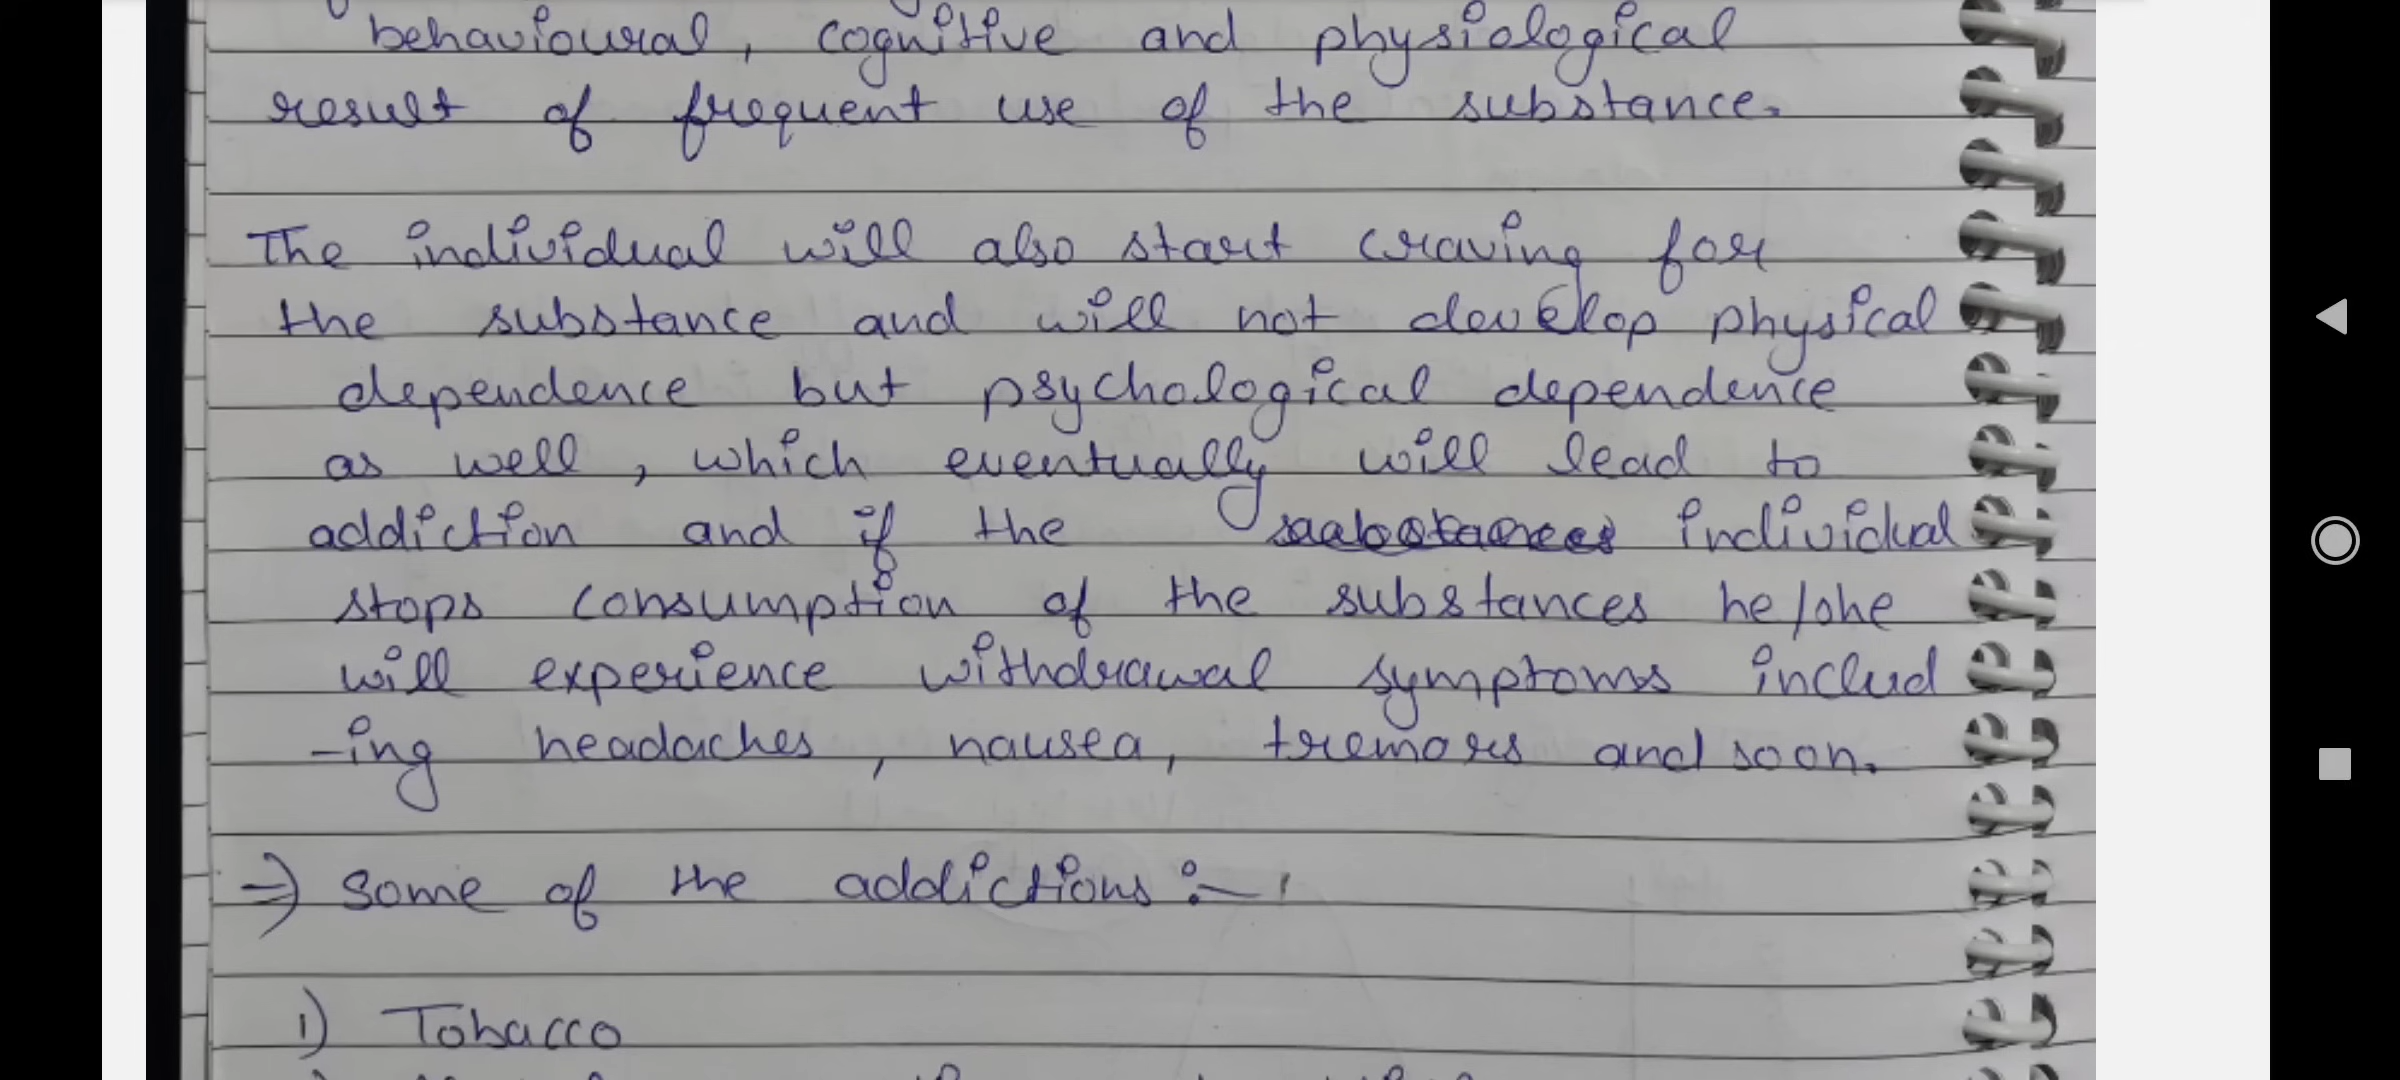 behavioural, cognitive and physiological
result of frequent use of the substance.
The individual will also start craving for
the substance and will not develop physical
dependence but psychological dependence
as well, which eventually will lead to
addiction and if the individual
stops consumption of the substances he/she
will experience withdrawal symptoms includ
-ing headaches, nausea, tremors and soon.
=) Some of the addictions :-
1) Tobacco